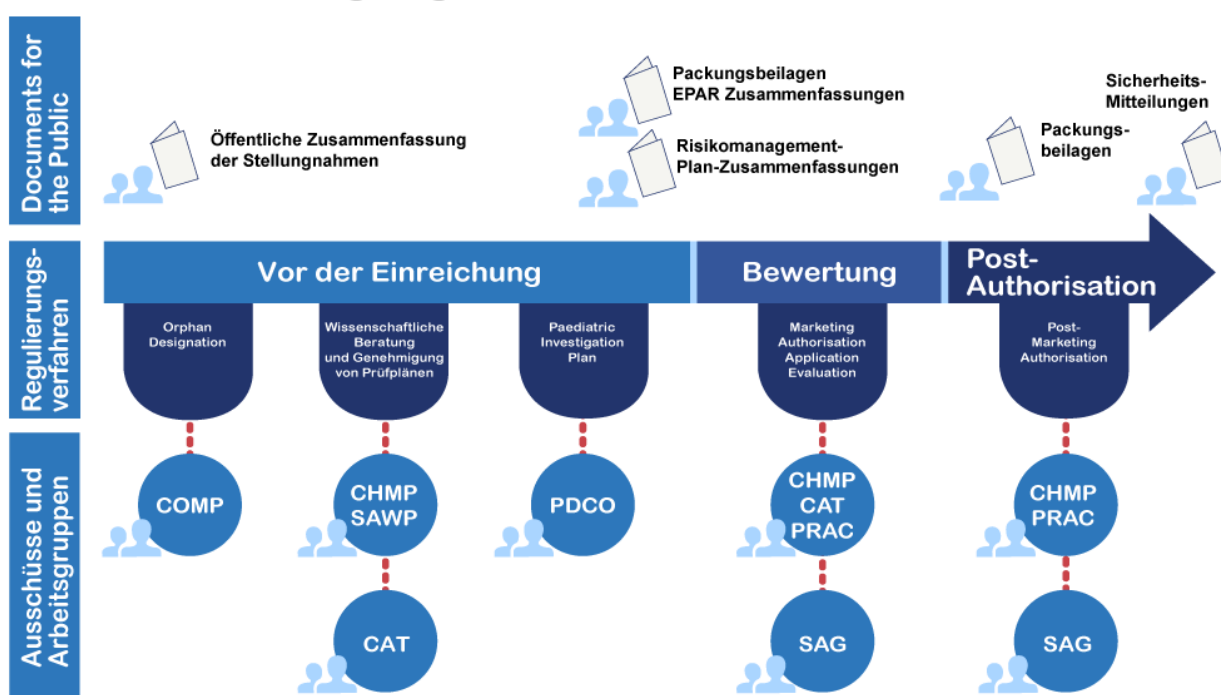 Documents for
the Public
Öffentliche Zusammenfassung
der Stellungnahmen
Packungsbeilagen
EPAR Zusammenfassungen
Risikomanagement-
Plan-Zusammenfassungen
Packungs-
beilagen
Sicherheits-
Mitteilungen
Regulierungs-
verfahren
Vor der Einreichung
Bewertung
Post-
Authorisation
Orphan
Designation
Wissenschaftliche
Beratung
und Genehmigung
von Prüfplänen
Paediatric
Investigation
Plan
Marketing
Authorisation
Application
Evaluation
Post-
Marketing
Authorisation
Ausschüsse und
Arbeitsgruppen
COMP
CHMP
SAWP
PDCO
CHMP
CAT
PRAC
CHMP
PRAC
CAT
SAG
SAG